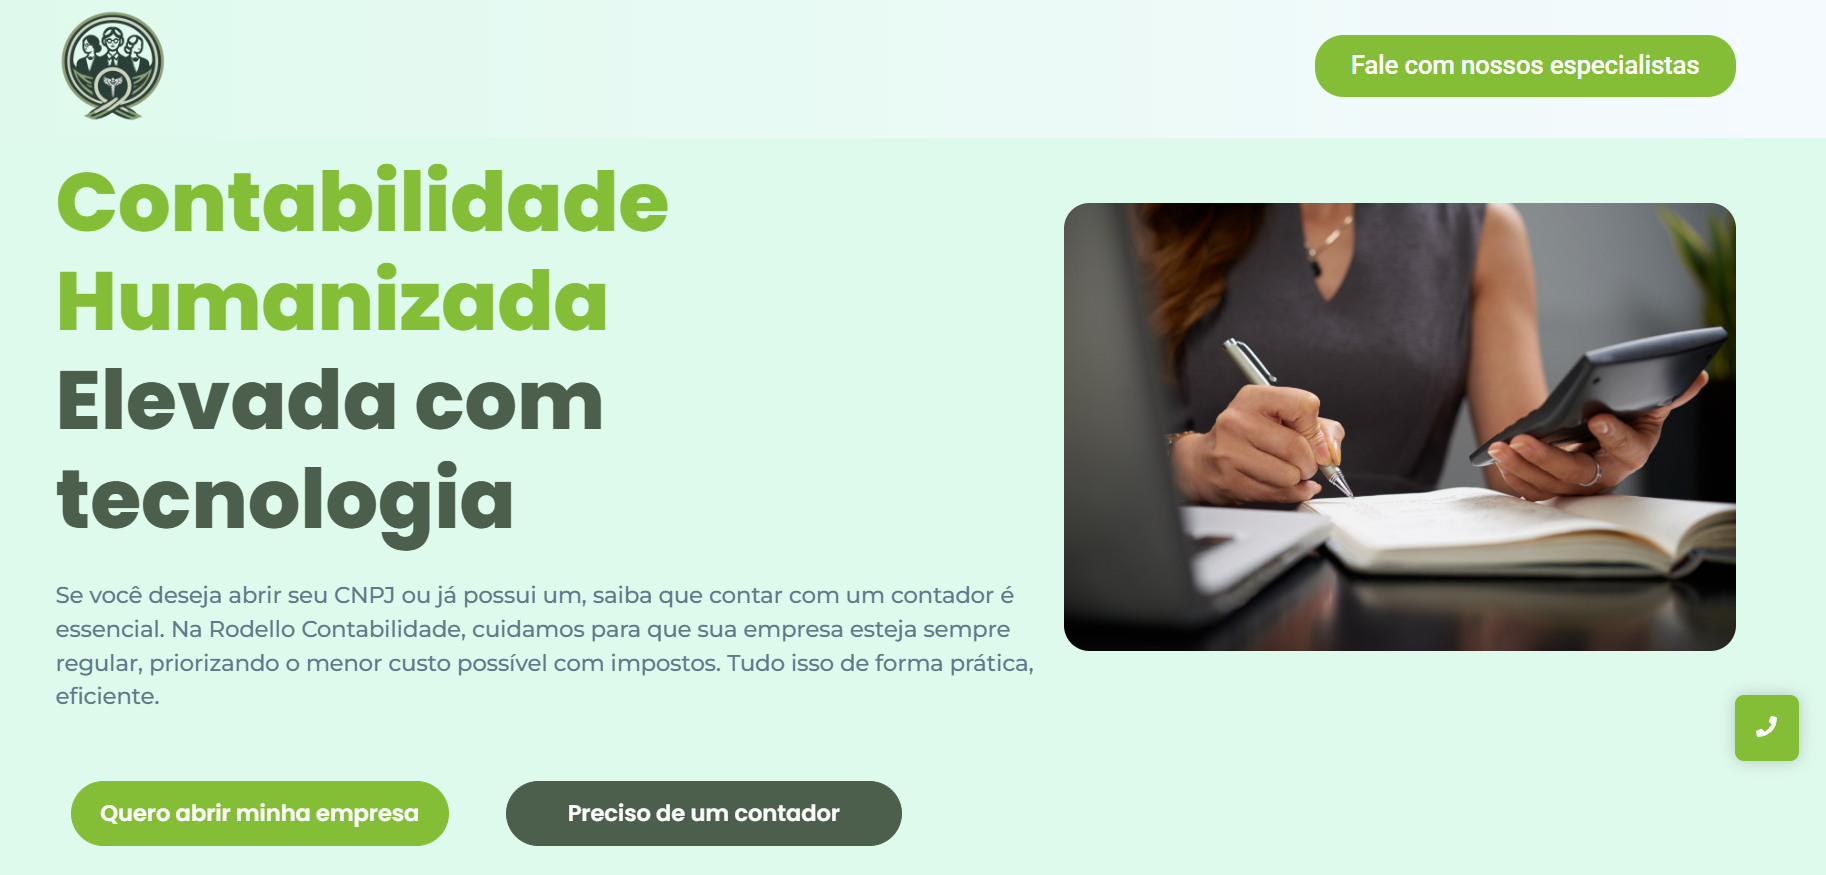 Fale com nossos especialistas
Contabilidade
Humanizada
Elevada com
tecnologia
Se você deseja abrir seu CNPJ ou já possui um, saiba que contar com um contador é
essencial. Na Rodello Contabilidade, cuidamos para que sua empresa esteja sempre
regular, priorizando o menor custo possível com impostos. Tudo isso de forma prática,
eficiente.
Quero abrir minha empresa
Preciso de um contador